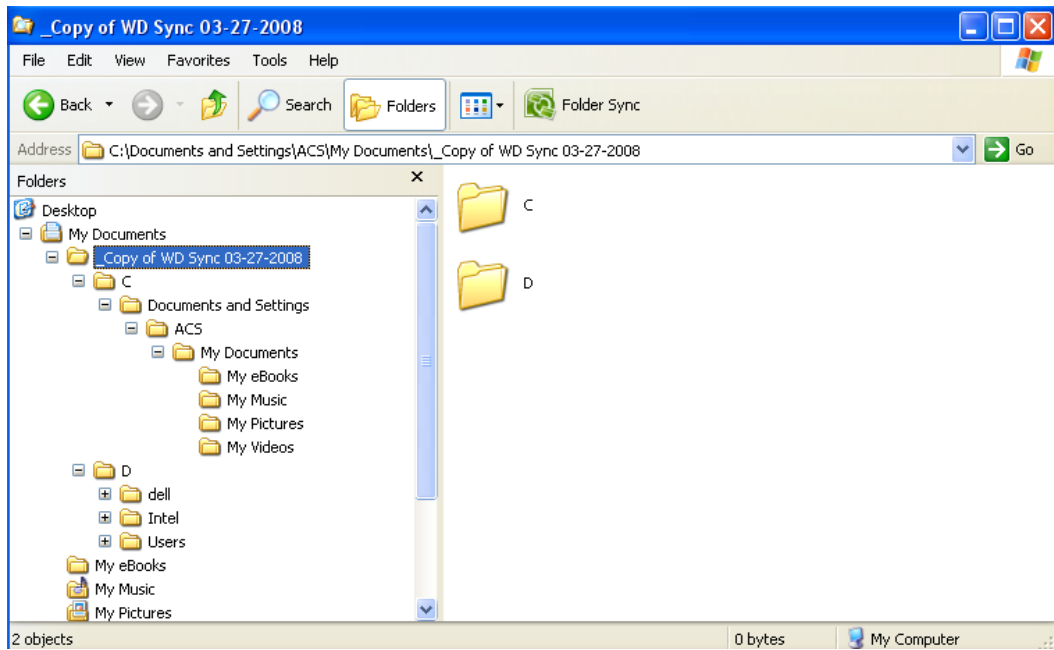 _Copy of WD Sync 03-27-2008
File Edit View Favorites Tools Help
Back Search Folders Folder Sync
Address C:\Documents and Settings\ACS\My Documents\_Copy of WD Sync 03-27-2008 Go
Folders
Desktop
My Documents
_Copy of WD Sync 03-27-2008
C
Documents and Settings
ACS
My Documents
My eBooks
My Music
My Pictures
My Videos
D
dell
Intel
Users
My eBooks
My Music
My Pictures
C
D
2 objects 0 bytes My Computer